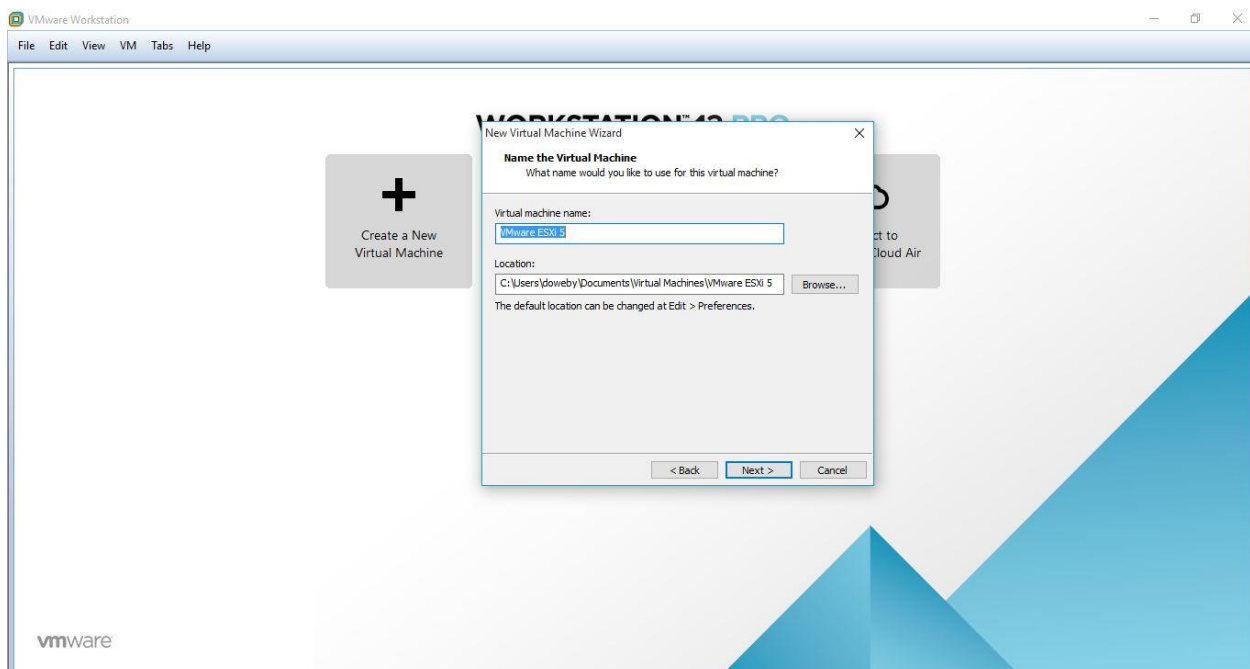 VMware Workstation
File Edit View VM Tabs Help
WORKSTATION™ 12 PRO
New Virtual Machine Wizard
Name the Virtual Machine
What name would you like to use for this virtual machine?
Create a New
Virtual Machine
Virtual machine name:
VMware ESXi 5
Location:
C:\Users\doweby\Documents\Virtual Machines\VMware ESXi 5
Browse...
The default location can be changed at Edit > Preferences.
ct to
Cloud Air
< Back Next > Cancel
vmware